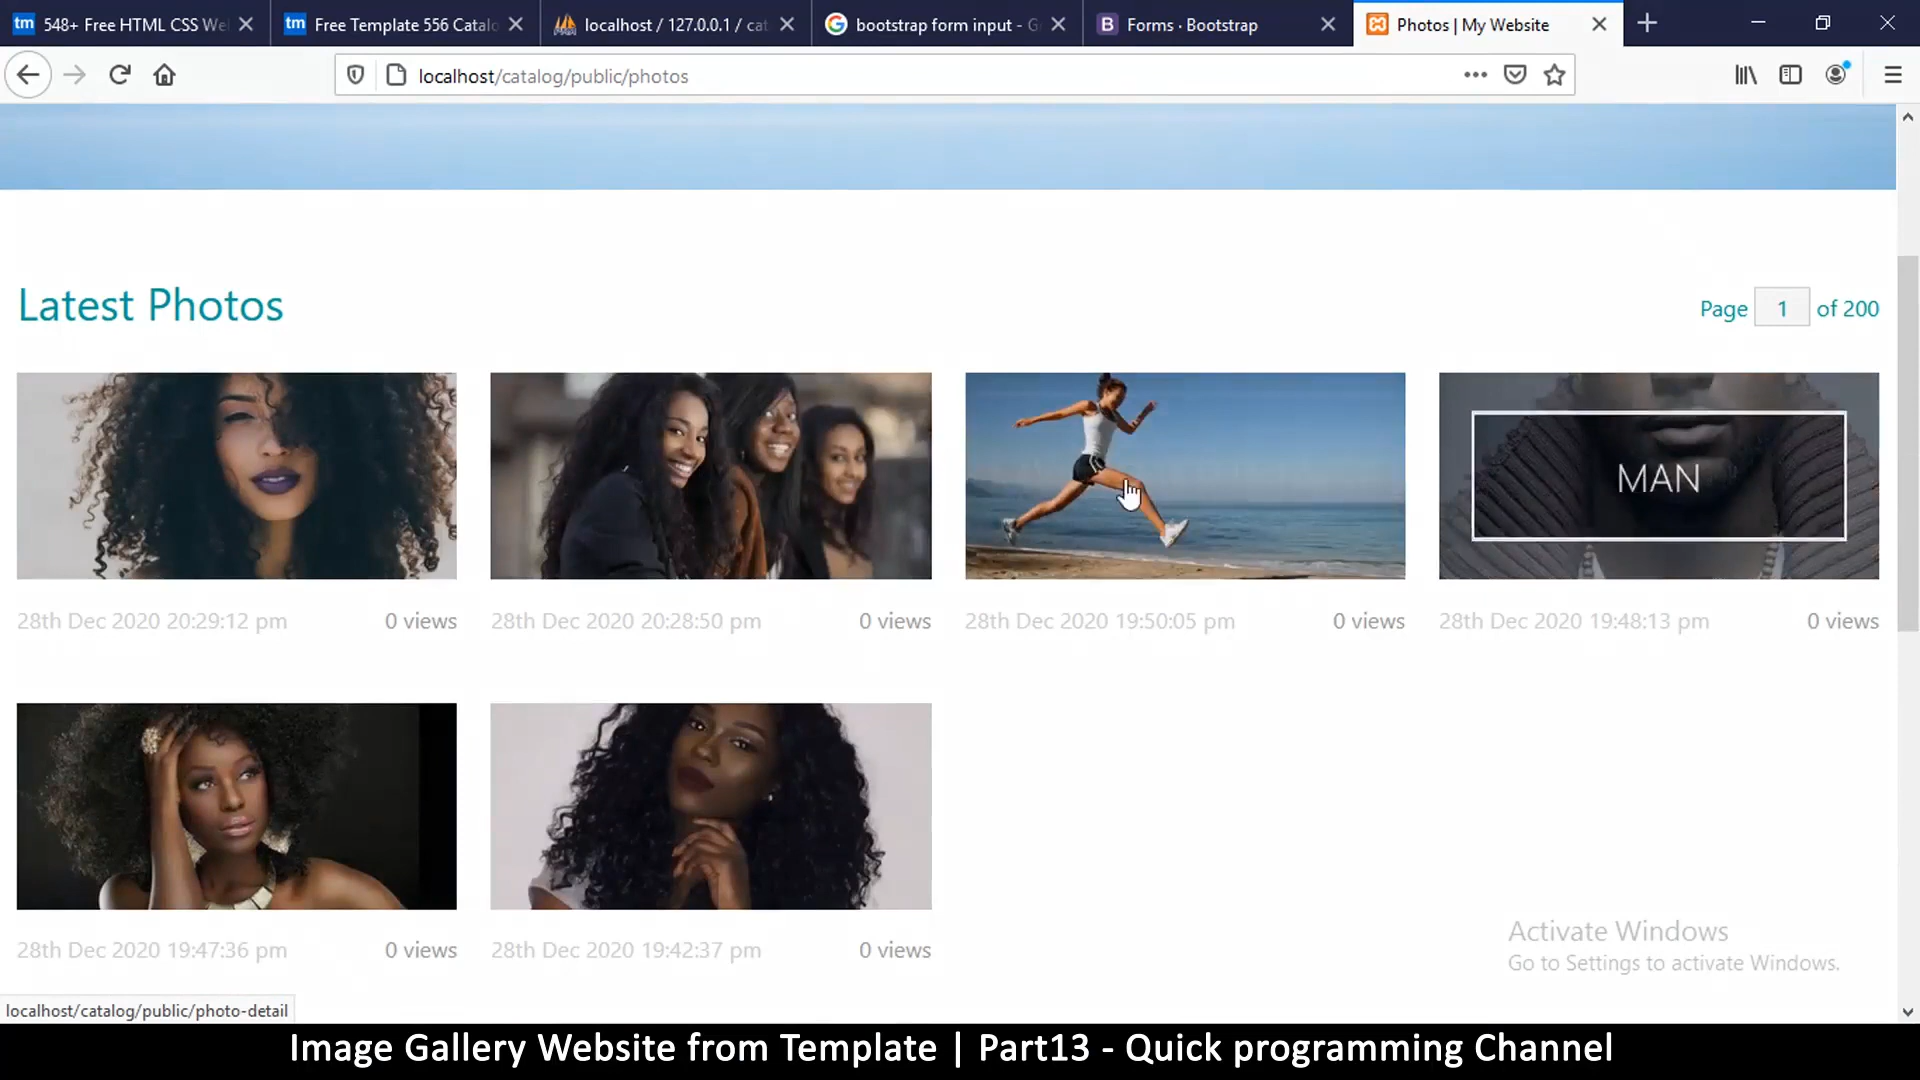 548+ Free HTML CSS We
Free Template 556 Catalo
localhost / 127.0.0.1 / cat
bootstrap form input - G
Forms · Bootstrap
Photos | My Website
localhost/catalog/public/photos
Latest Photos
Page 1 of 200
MAN
28th Dec 2020 20:29:12 pm 0 views
28th Dec 2020 20:28:50 pm 0 views
28th Dec 2020 19:50:05 pm 0 views
28th Dec 2020 19:48:13 pm 0 views
28th Dec 2020 19:47:36 pm 0 views
28th Dec 2020 19:42:37 pm 0 views
Activate Windows
Go to Settings to activate Windows.
localhost/catalog/public/photo-detail
Image Gallery Website from Template | Part13 - Quick programming Channel